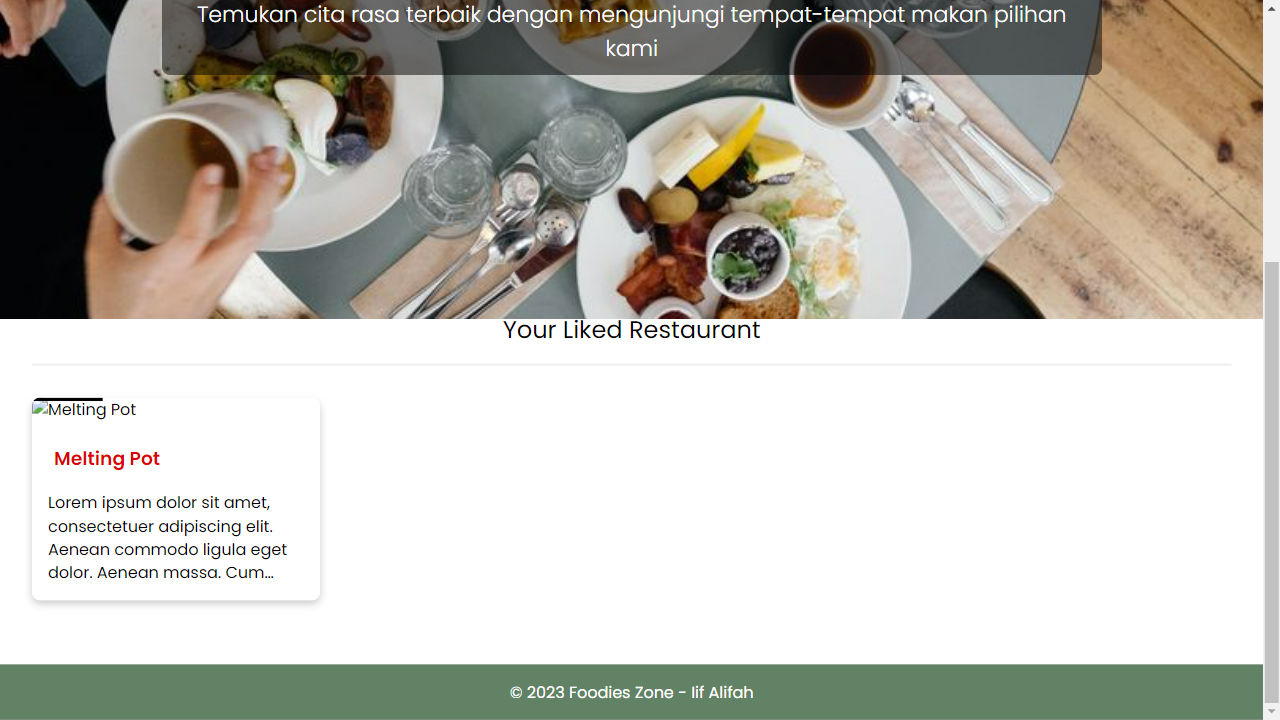 Temukan cita rasa terbaik dengan mengunjungi tempat-tempat makan pilihan
kami
Your Liked Restaurant
Melting Pot
Melting Pot
Lorem ipsum dolor sit amet,
consectetuer adipiscing elit.
Aenean commodo ligula eget
dolor. Aenean massa. Cum...
© 2023 Foodies Zone - Iif Alifah